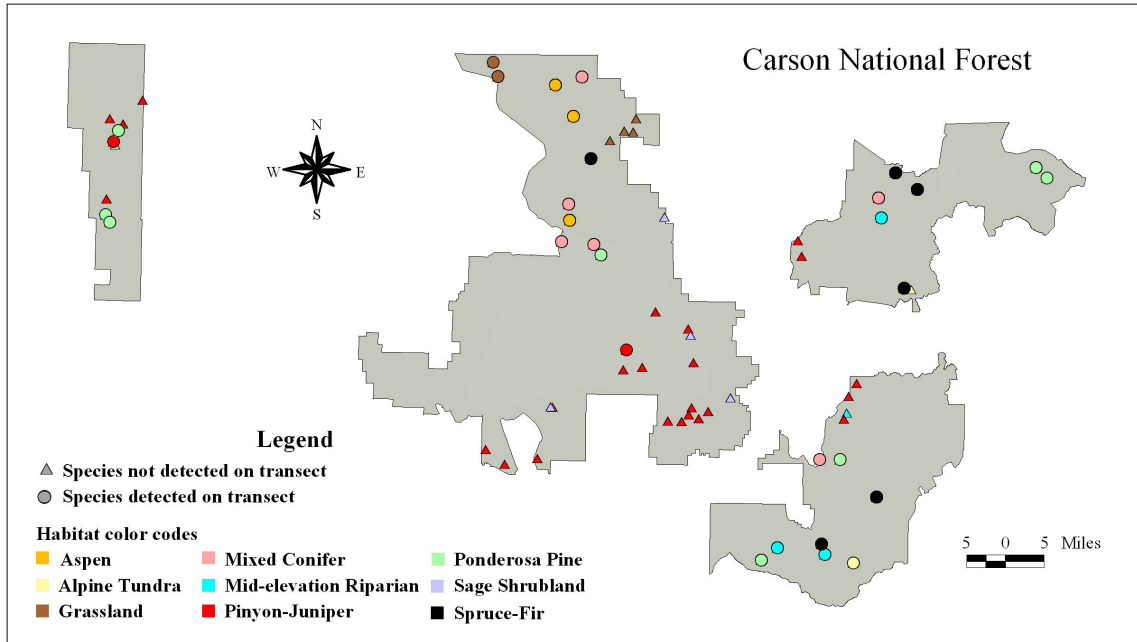 Carson National Forest
N
W E
S
Legend
Species not detected on transect
Species detected on transect
Habitat color codes
Aspen Mixed Conifer Ponderosa Pine
Alpine Tundra Mid-elevation Riparian Sage Shrubland
Grassland Pinyon-Juniper Spruce-Fir
5 0 5 Miles